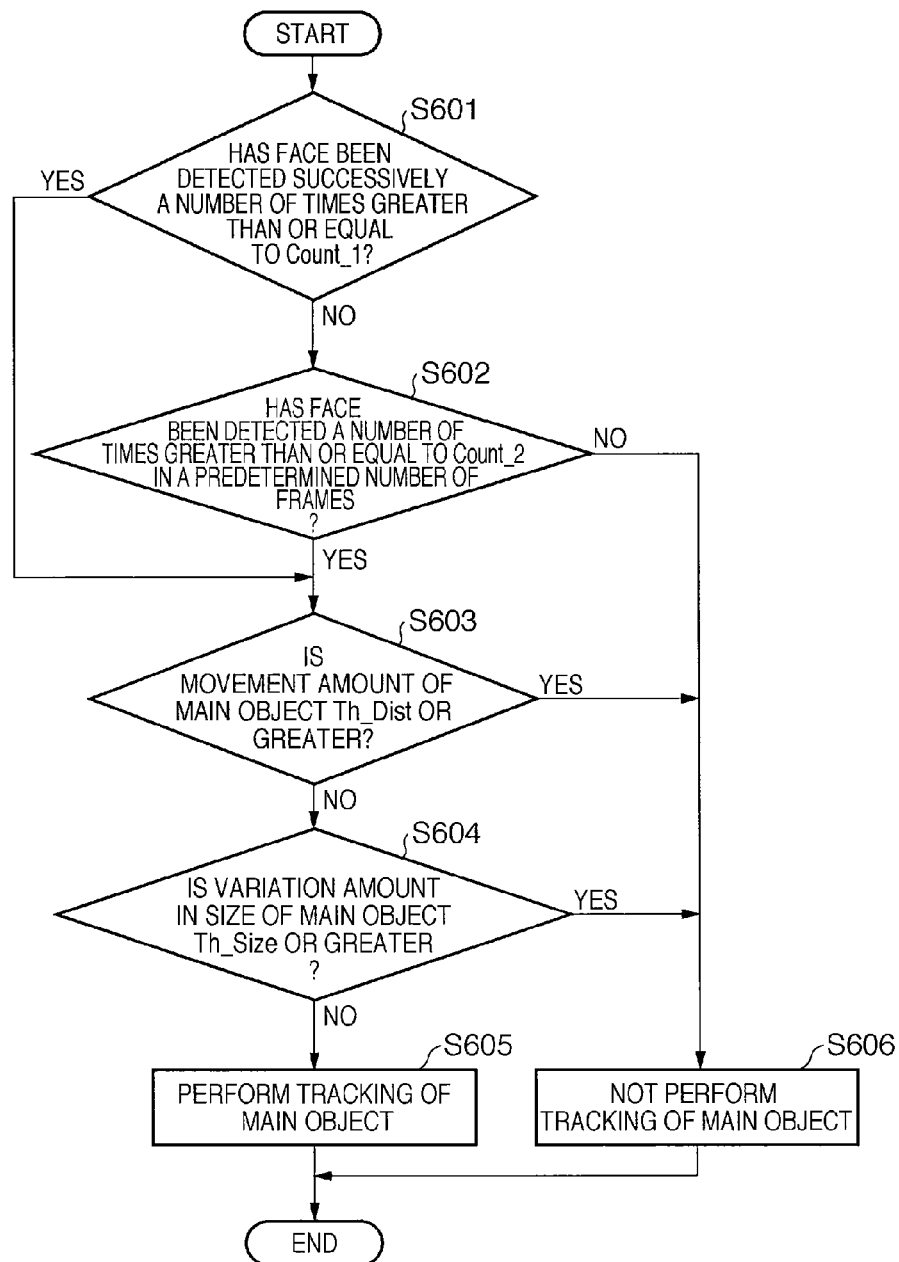 START
S601
HAS FACE BEEN
DETECTED SUCCESSIVELY
A NUMBER OF TIMES GREATER
THAN OR EQUAL
TO Count_1?
YES
NO
S602
HAS FACE
BEEN DETECTED A NUMBER OF
TIMES GREATER THAN OR EQUAL TO Count_2
IN A PREDETERMINED NUMBER OF
FRAMES
?
NO
YES
S603
IS
MOVEMENT AMOUNT OF
MAIN OBJECT Th_Dist OR
GREATER?
YES
NO
S604
IS VARIATION AMOUNT
IN SIZE OF MAIN OBJECT
Th_Size OR GREATER
?
YES
NO
S605
PERFORM TRACKING OF
MAIN OBJECT
S606
NOT PERFORM
TRACKING OF MAIN OBJECT
END